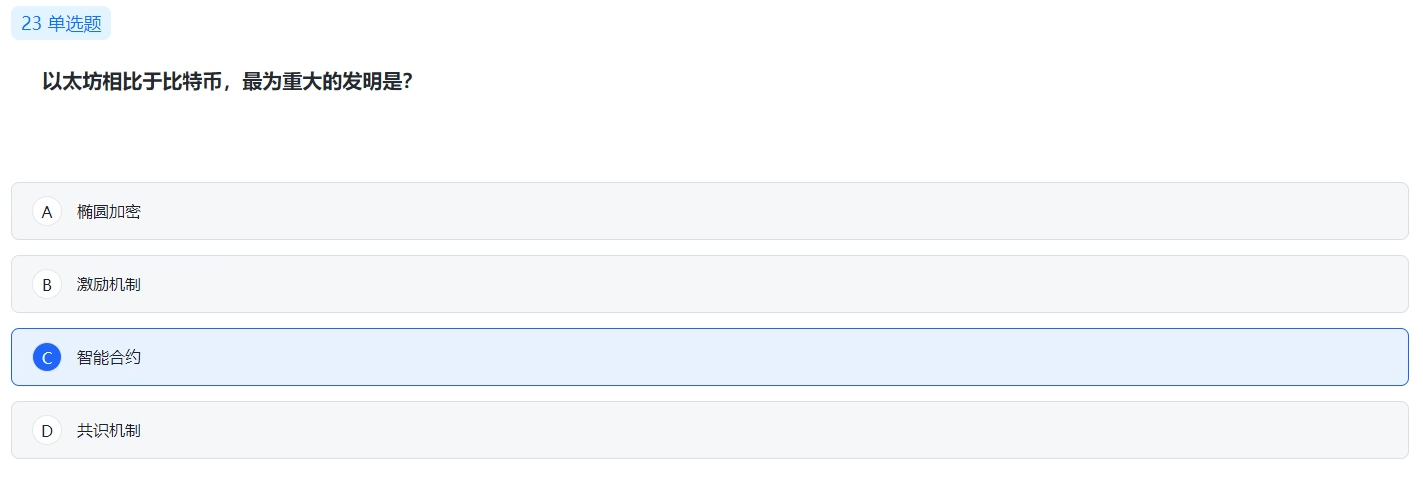 23 单选题
以太坊相比于比特币，最为重大的发明是？
A 椭圆加密
B 激励机制
C 智能合约
D 共识机制